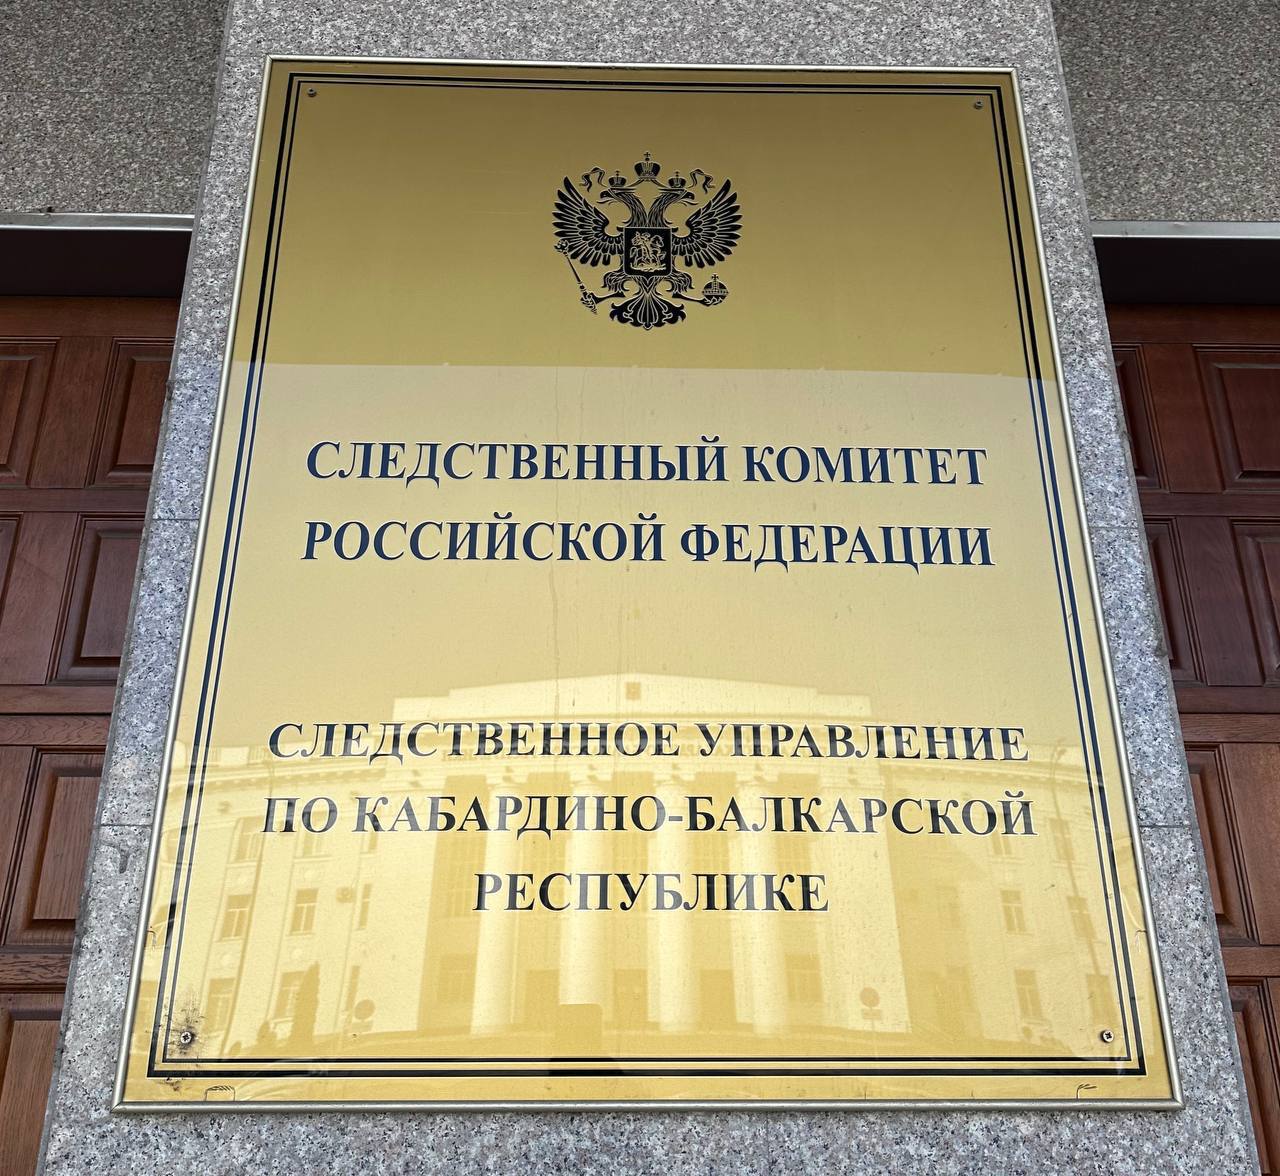 СЛЕДСТВЕННЫЙ КОМИТЕТ
РОССИЙСКОЙ ФЕДЕРАЦИИ
СЛЕДСТВЕННОЕ УПРАВЛЕНИЕ
ПО КАБАРДИНО-БАЛКАРСКОЙ
РЕСПУБЛИКЕ